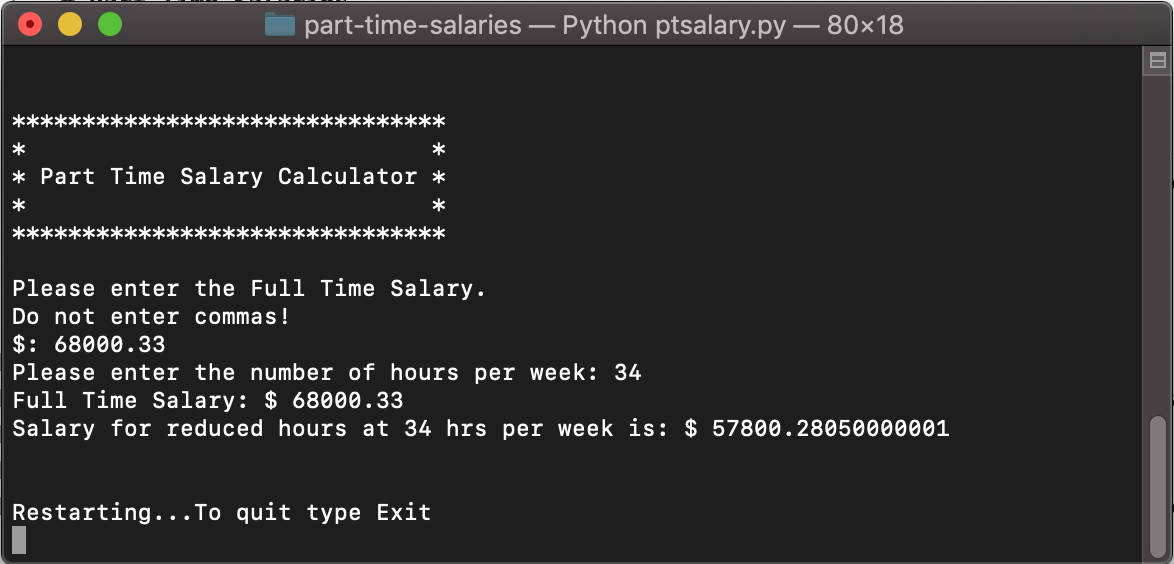 part-time-salaries — Python ptsalary.py — 80×18
*******************************
*                             *
* Part Time Salary Calculator *
*                             *
*******************************
Please enter the Full Time Salary.
Do not enter commas!
$: 68000.33
Please enter the number of hours per week: 34
Full Time Salary: $ 68000.33
Salary for reduced hours at 34 hrs per week is: $ 57800.28050000001
Restarting...To quit type Exit